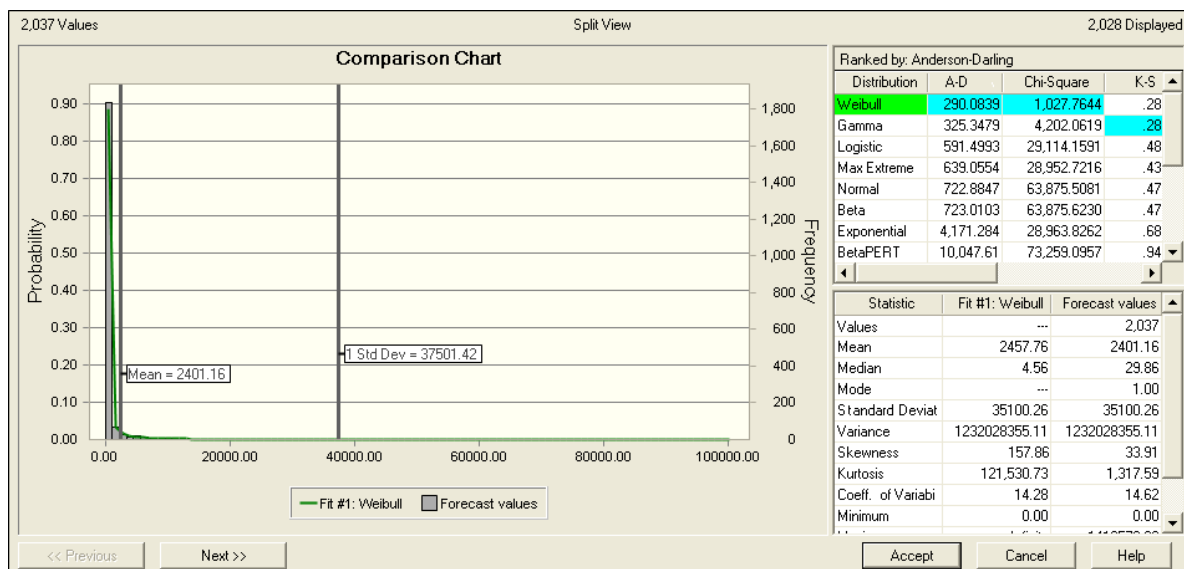 2,037 Values Split View 2,028 Displayed
Comparison Chart
Probability
0.90
0.80
0.70
0.60
0.50
0.40
0.30
0.20
0.10
0.00
Mean = 2401.16
1 Std Dev = 37501.42
1,800
1,600
1,400
1,200
1,000
800
600
400
200
0
Frequency
0.00 20000.00 40000.00 60000.00 80000.00 100000.00
Fit #1: Weibull Forecast values
Ranked by: Anderson-Darling
Distribution A-D Chi-Square K-S
Weibull 290.0839 1,027.7644 .28
Gamma 325.3479 4,202.0619 .28
Logistic 591.4993 29,114.1591 .48
Max Extreme 639.0554 28,952.7216 .43
Normal 722.8847 63,875.5081 .47
Beta 723.0103 63,875.6230 .47
Exponential 4,171.284 28,963.8262 .68
BetaPERT 10,047.61 73,259.0957 .94
Statistic Fit #1: Weibull Forecast values
Values --- 2,037
Mean 2457.76 2401.16
Median 4.56 29.86
Mode --- 1.00
Standard Deviat 35100.26 35100.26
Variance 1232028355.11 1232028355.11
Skewness 157.86 33.91
Kurtosis 121,530.73 1,317.59
Coeff. of Variabi 14.28 14.62
Minimum 0.00 0.00
<< Previous Next >> Accept Cancel Help